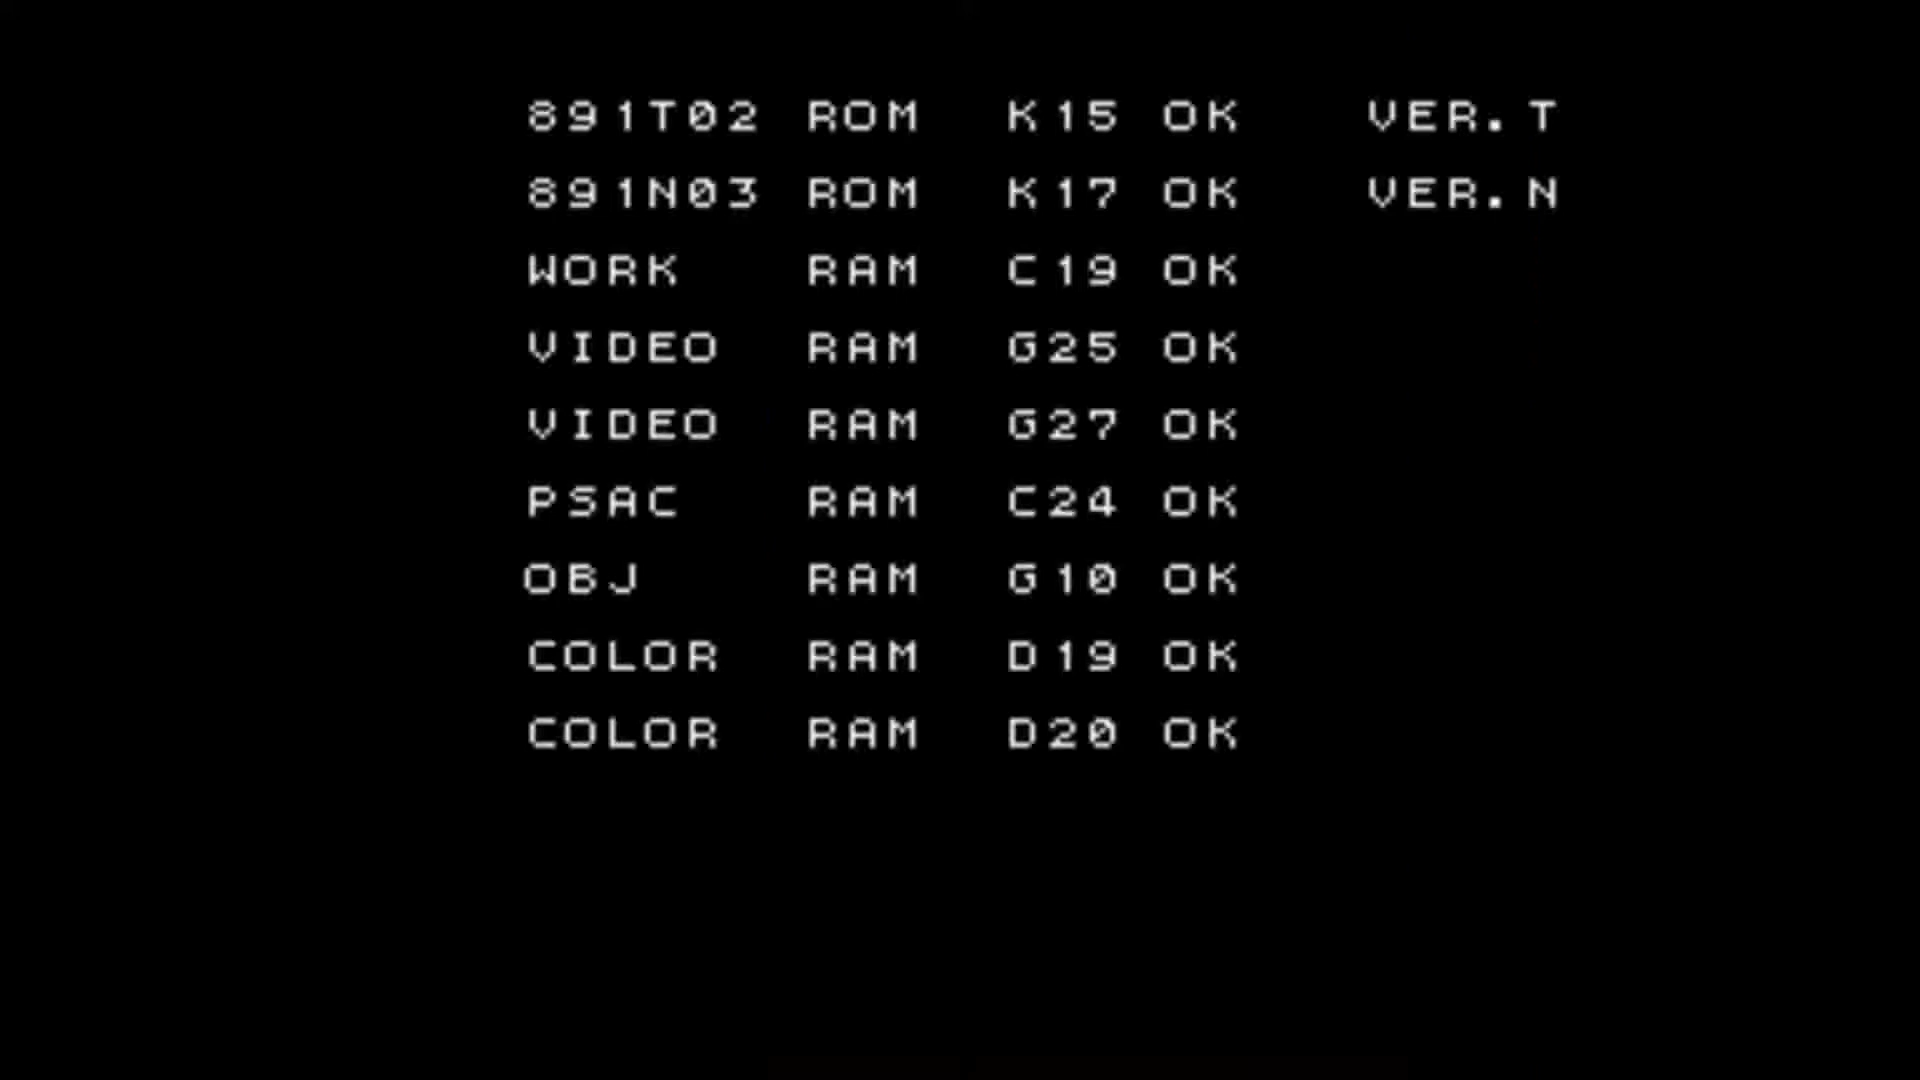 891T02 ROM K15 OK VER.T
891N03 ROM K17 OK VER.N
WORK RAM C19 OK
VIDEO RAM G25 OK
VIDEO RAM G27 OK
PSAC RAM C24 OK
OBJ RAM G10 OK
COLOR RAM D19 OK
COLOR RAM D20 OK